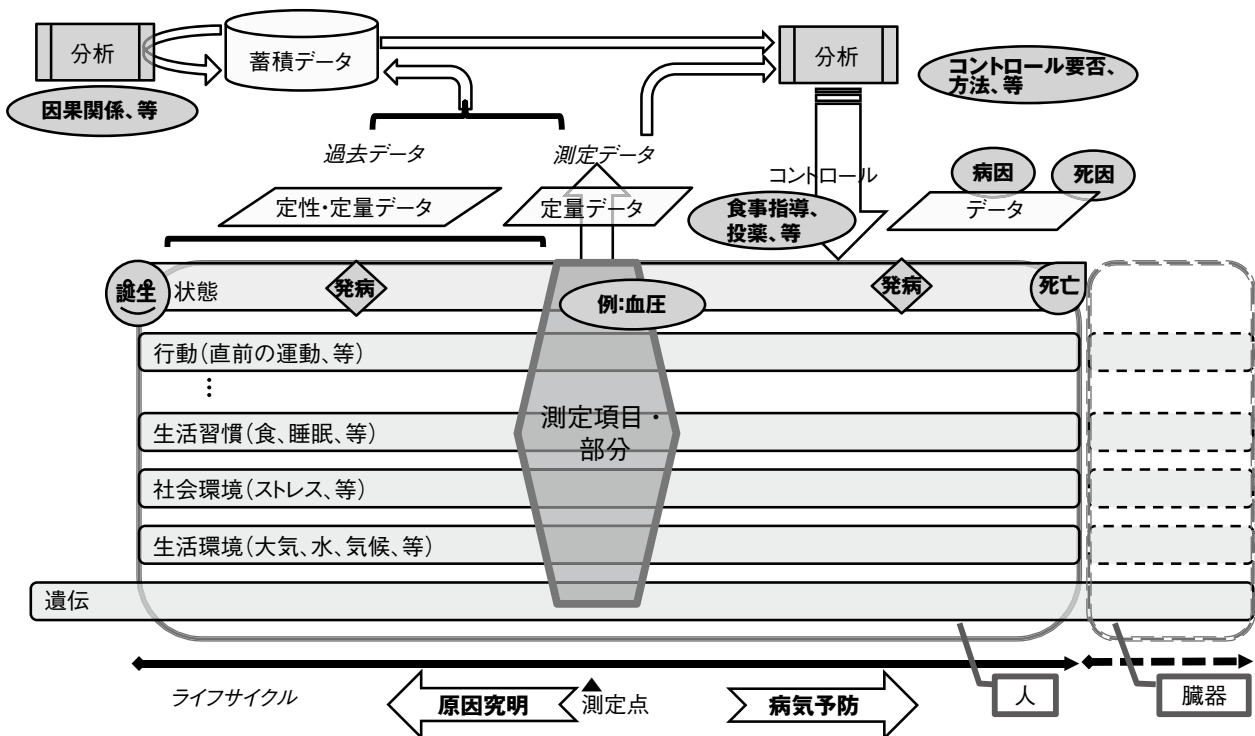 分析
蓄積データ
分析
コントロール要否、
方法、等
因果関係、等
過去データ
測定データ
コントロール
病因
死因
定性・定量データ
定量データ
食事指導、
投薬、等
データ
誕生
状態
発病
例:血圧
発病
死亡
行動(直前の運動、等)
…
測定項目・
部分
生活習慣(食、睡眠、等)
社会環境(ストレス、等)
生活環境(大気、水、気候、等)
遺伝
ライフサイクル
原因究明
測定点
病気予防
人
臓器